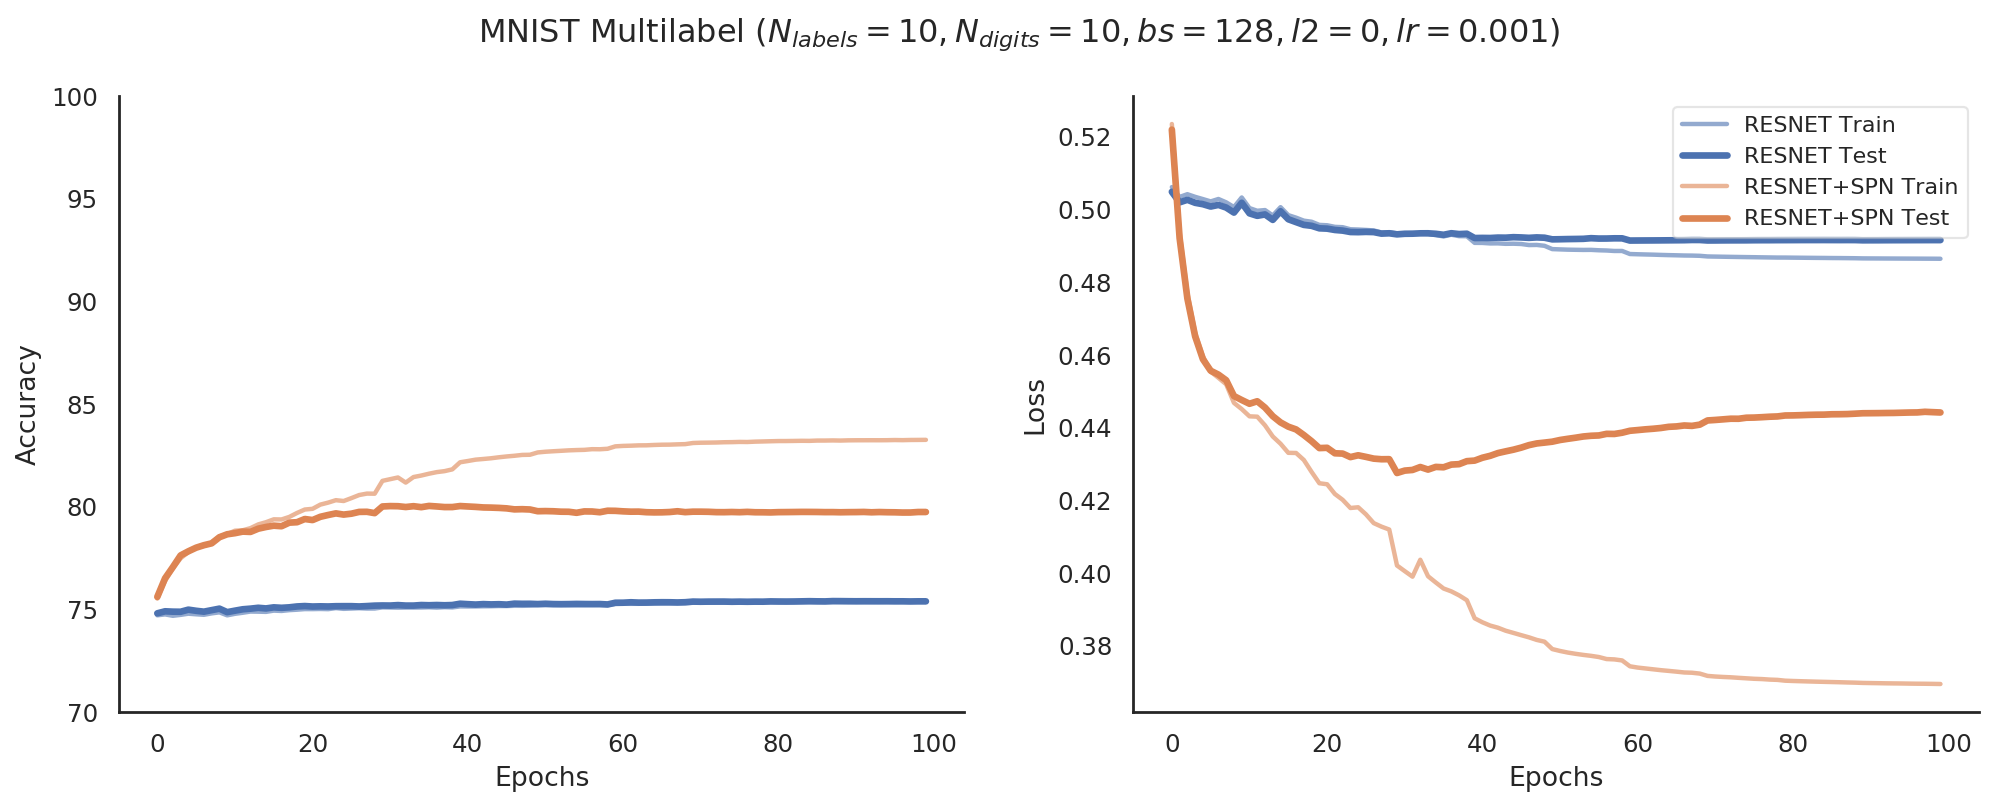 MNIST Multilabel (N_labels = 10, N_digits = 10, bs = 128, l2 = 0, lr = 0.001)
100
95
90
85
80
75
70
Accuracy
0 20 40 60 80 100
Epochs
0.52
0.50
0.48
0.46
0.44
0.42
0.40
0.38
Loss
0 20 40 60 80 100
Epochs
RESNET Train
RESNET Test
RESNET+SPN Train
RESNET+SPN Test